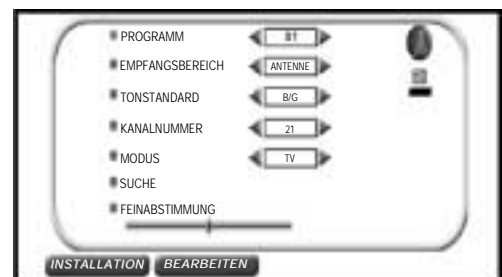 PROGRAMM
EMPFANGSBEREICH ANTENNE
TONSTANDARD B/G
KANALNUMMER 21
MODUS TV
SUCHE
FEINABSTIMMUNG
INSTALLATION BEARBEITEN